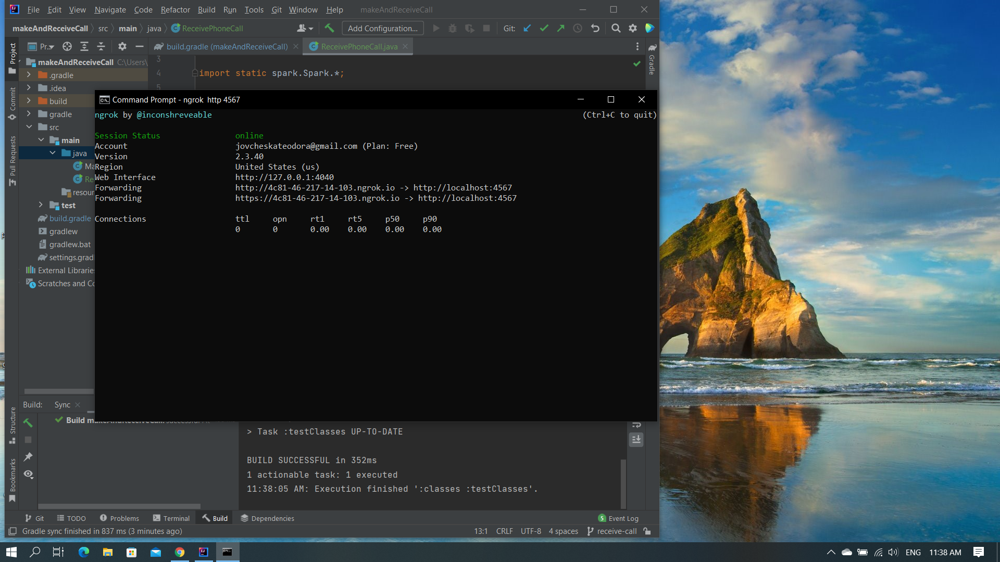 File Edit View Navigate Code Refactor Build Run Tools Git Window Help makeAndReceiveCall
makeAndReceiveCall src main java ReceivePhoneCall Add Configuration... Git:
Project Pr... build.gradle (makeAndReceiveCall) ReceivePhoneCall.java
makeAndReceiveCall C:\Users\ 3
.gradle 4 import static spark.Spark.*;
.idea 5
Gradle
Commit
build
gradle
src
main
java
Ma
Re
resour
test
build.gradle
gradlew
gradlew.bat
settings.gradl
External Librarie
Scratches and Co
Pull Requests
Command Prompt - ngrok http 4567
ngrok by @inconshreveable (Ctrl+C to quit)
Session Status online
Account jovcheskateodora@gmail.com (Plan: Free)
Version 2.3.40
Region United States (us)
Web Interface http://127.0.0.1:4040
Forwarding http://4c81-46-217-14-103.ngrok.io -> http://localhost:4567
Forwarding https://4c81-46-217-14-103.ngrok.io -> http://localhost:4567
Connections ttl opn rt1 rt5 p50 p90
0 0 0.00 0.00 0.00 0.00
Build: Sync
Structure
Bookmarks
Build makeAndReceiveCall: successful
> Task :testClasses UP-TO-DATE
BUILD SUCCESSFUL in 352ms
1 actionable task: 1 executed
11:38:05 AM: Execution finished ':classes :testClasses'.
Git TODO Problems Terminal Build Dependencies 5 Event Log
Gradle sync finished in 837 ms (3 minutes ago) 13:1 CRLF UTF-8 4 spaces receive-call
ENG 11:38 AM